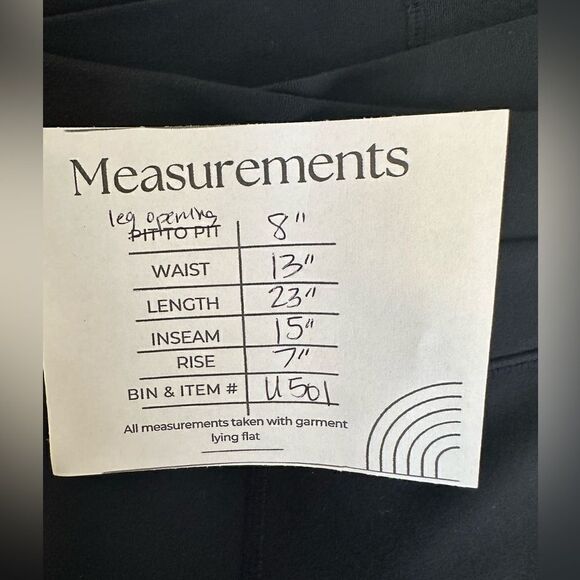 Measurements
leg opening
PIT TO PIT 8"
WAIST 13"
LENGTH 23"
INSEAM 15"
RISE 7"
BIN & ITEM # U501
All measurements taken with garment
lying flat